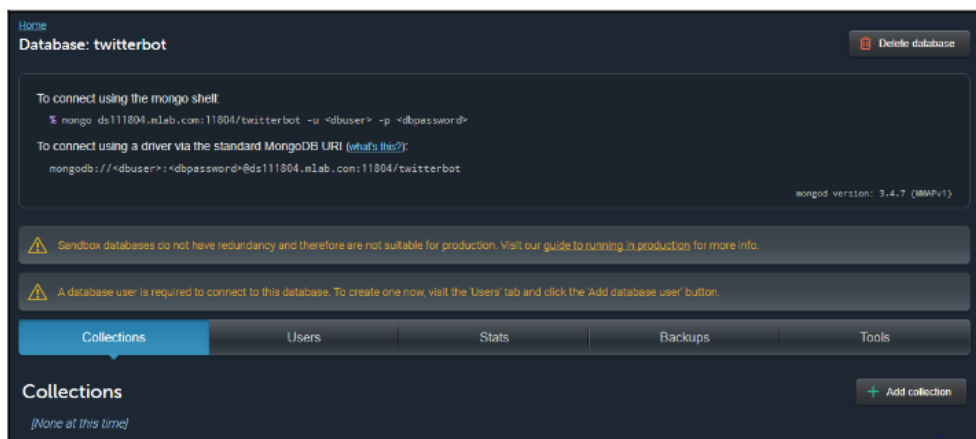 Home
Database: twitterbot
Delete database
To connect using the mongo shell:
% mongo ds111804.mlab.com:11804/twitterbot -u <dbuser> -p <dbpassword>
To connect using a driver via the standard MongoDB URI (what's this?):
mongodb://<dbuser>:<dbpassword>@ds111804.mlab.com:11804/twitterbot
mongod version: 3.4.7 (MMAPv1)
Sandbox databases do not have redundancy and therefore are not suitable for production. Visit our guide to running in production for more info.
A database user is required to connect to this database. To create one now, visit the 'Users' tab and click the 'Add database user' button.
Collections Users Stats Backups Tools
Collections
+ Add collection
[None at this time]